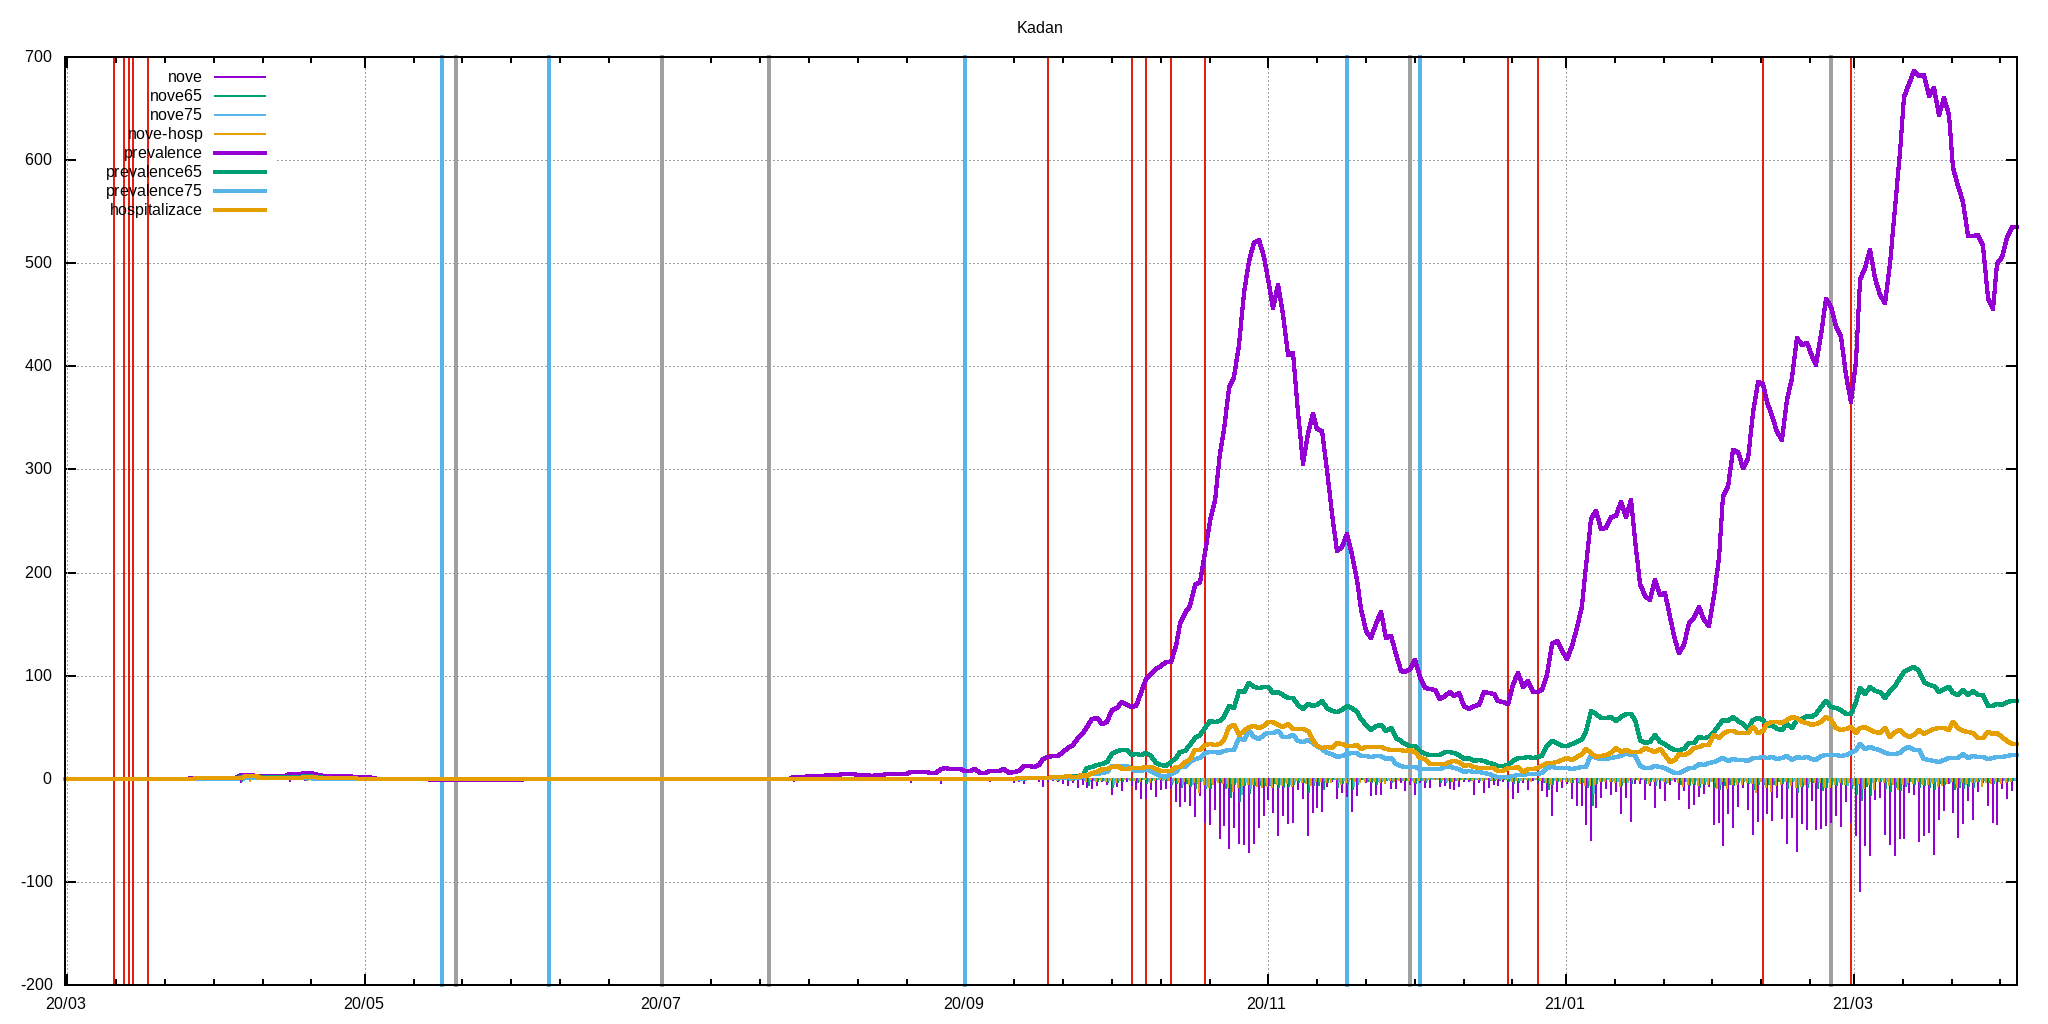 Kadan
700
600
500
400
300
200
100
0
-100
-200
nove
nove65
nove75
nove-hosp
prevalence
prevalence65
prevalence75
hospitalizace
20/03 20/05 20/07 20/09 20/11 21/01 21/03